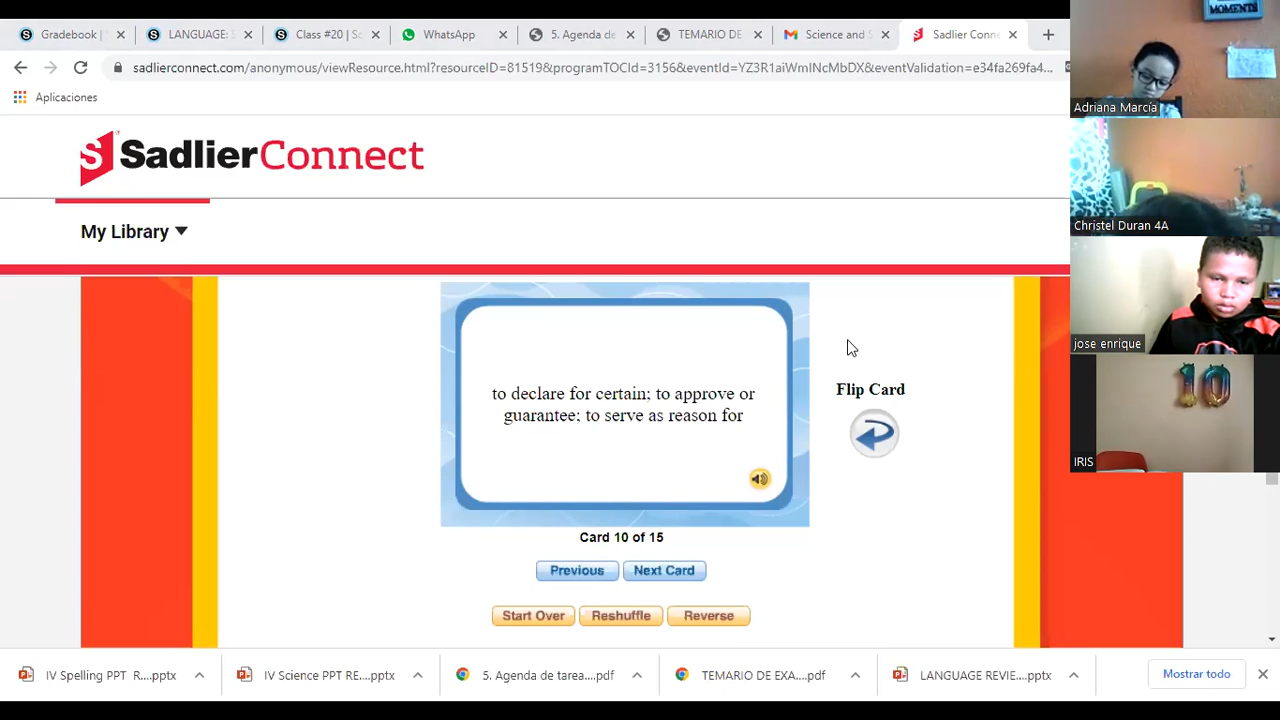 Gradebook |
LANGUAGE:
Class #20 | Sc
WhatsApp
5. Agenda de
TEMARIO DE
Science and S
Sadlier Conne
sadlierconnect.com/anonymous/viewResource.html?resourceID=81519&programTOCId=3156&eventId=YZ3R1aiWmINcMbDX&eventValidation=e34fa269fa4...
Aplicaciones
SadlierConnect
My Library
to declare for certain; to approve or
guarantee; to serve as reason for
Flip Card
Card 10 of 15
Previous
Next Card
Start Over
Reshuffle
Reverse
MOMENTS
Adriana Marcía
Christel Duran 4A
jose enrique
10
IRIS
IV Spelling PPT R....pptx
IV Science PPT RE....pptx
5. Agenda de tarea....pdf
TEMARIO DE EXA....pdf
LANGUAGE REVIE....pptx
Mostrar todo